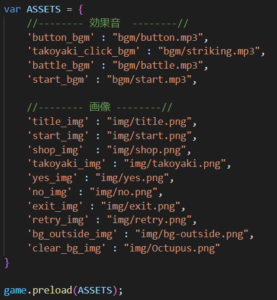 var ASSETS = {
//-------- 効果音 --------//
'button_bgm' : "bgm/button.mp3",
'takoyaki_click_bgm' : "bgm/striking.mp3",
'battle_bgm' : "bgm/battle.mp3",
'start_bgm' : "bgm/start.mp3",
//-------- 画像 --------//
'title_img' : "img/title.png",
'start_img' : "img/start.png",
'shop_img' : "img/shop.png",
'takoyaki_img' : "img/takoyaki.png",
'yes_img' : "img/yes.png",
'no_img' : "img/no.png",
'exit_img' : "img/exit.png",
'retry_img' : "img/retry.png",
'bg_outside_img' : "img/bg-outside.png",
'clear_bg_img' : "img/Octupus.png"
}
game.preload(ASSETS);